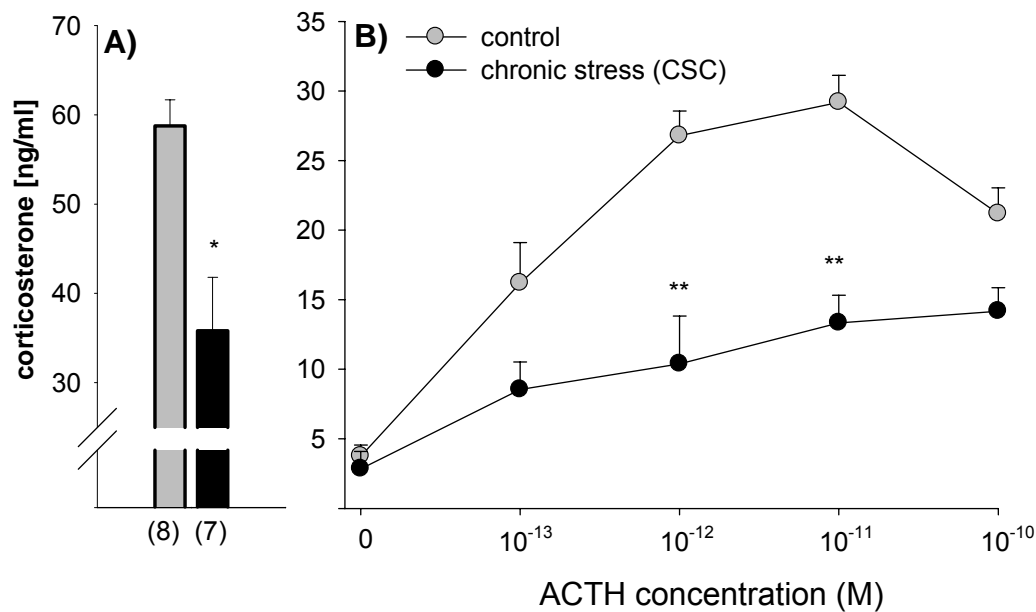 A)
corticosterone [ng/ml]
70
60
50
40
30
*
(8) (7)
B)
control
chronic stress (CSC)
35
30
25
20
15
10
5
**
**
0 10⁻¹³ 10⁻¹² 10⁻¹¹ 10⁻¹⁰
ACTH concentration (M)